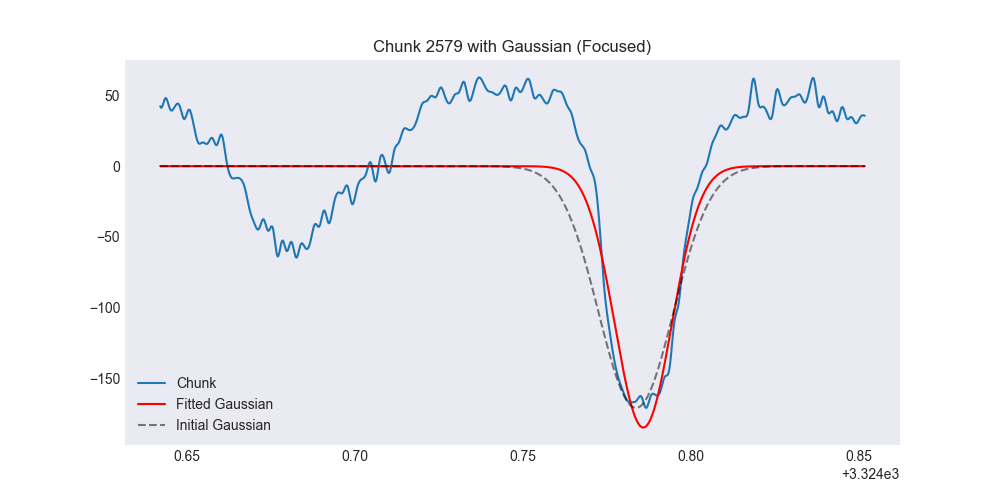 Chunk 2579 with Gaussian (Focused)
50
0
−50
−100
−150
Chunk
Fitted Gaussian
Initial Gaussian
0.65 0.70 0.75 0.80 0.85
+3.324e3